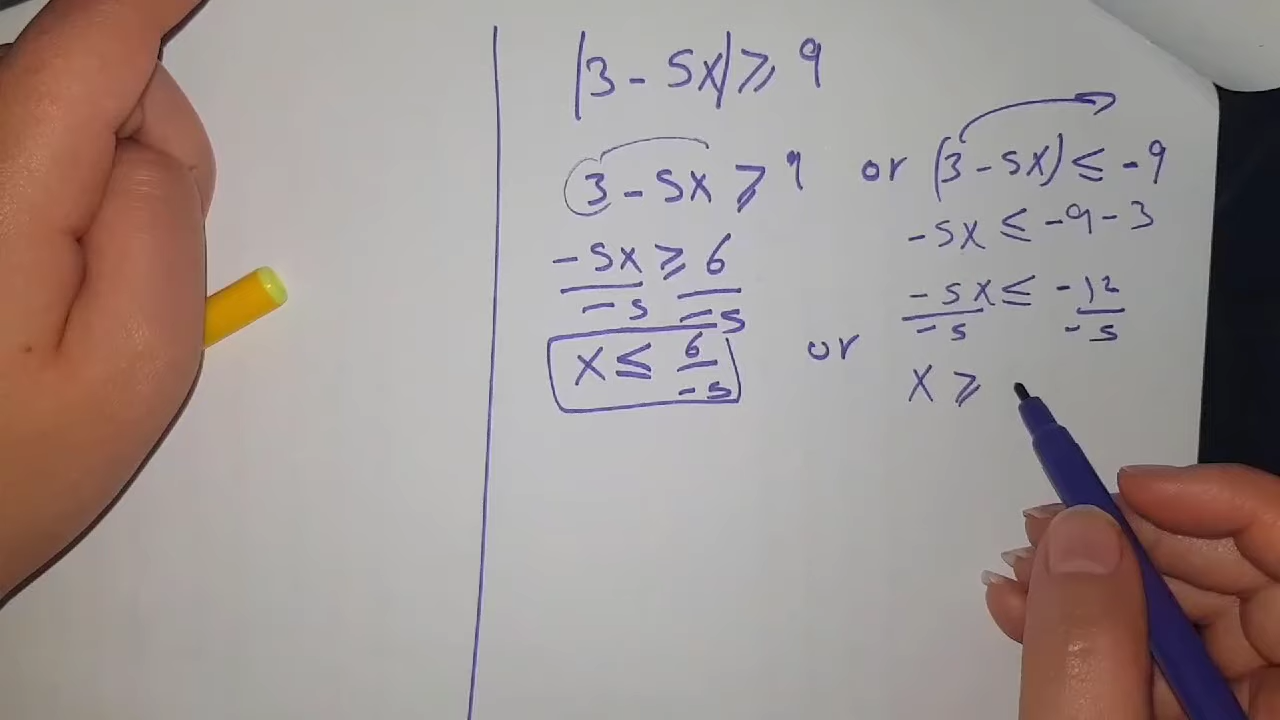 |3 - 5x| ≥ 9
3 - 5x ≥ 9 or (3 - 5x) ≤ -9
-5x ≤ -9 - 3
-5x ≥ 6
-5 -5
-5x ≤ -12
-5 -5
x ≤ 6/-5 or
x ≥